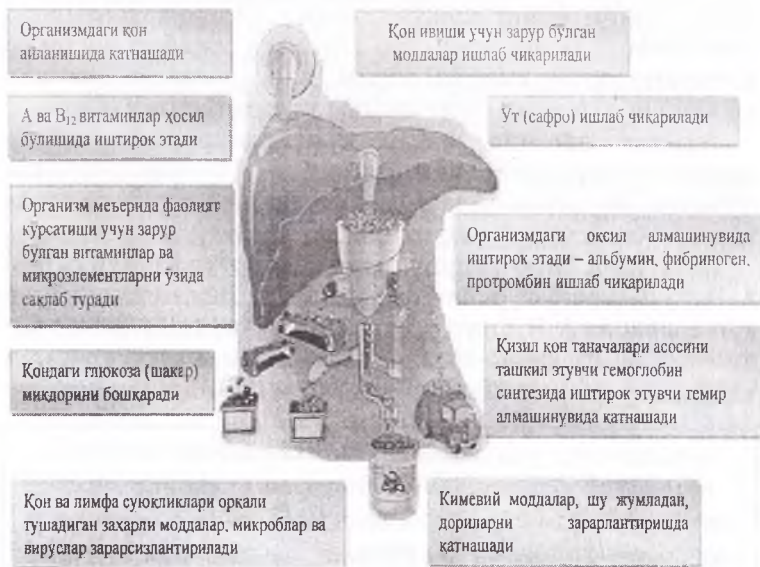 Организмдаги қон
айланишида қатнашади
Қон ивиши учун зарур бўлган
моддалар ишлаб чиқарилади
А ва В₁₂ витаминлар ҳосил
бўлишида иштирок этади
Ут (сафро) ишлаб чиқарилади
Организм меъерида фаолият
кўрсатиши учун зарур
бўлган витаминлар ва
микроэлементларни ўзида
сақлаб туради
Организмдаги оқсил алмашинувида
иштирок этади – альбумин, фибриноген,
протромбин ишлаб чиқарилади
Қондаги глюкоза (шакар)
миқдорини бошқаради
Қизил қон таначалари асосини
ташкил этувчи гемоглобин
синтезида иштирок этувчи темир
алмашинувида қатнашади
Қон ва лимфа суюқликлари орқали
тушадиган захарли моддалар, микроблар ва
вируслар зарарсизлантирилади
Кимевий моддалар, шу жумладан,
дориларни зарарлантиришда
қатнашади